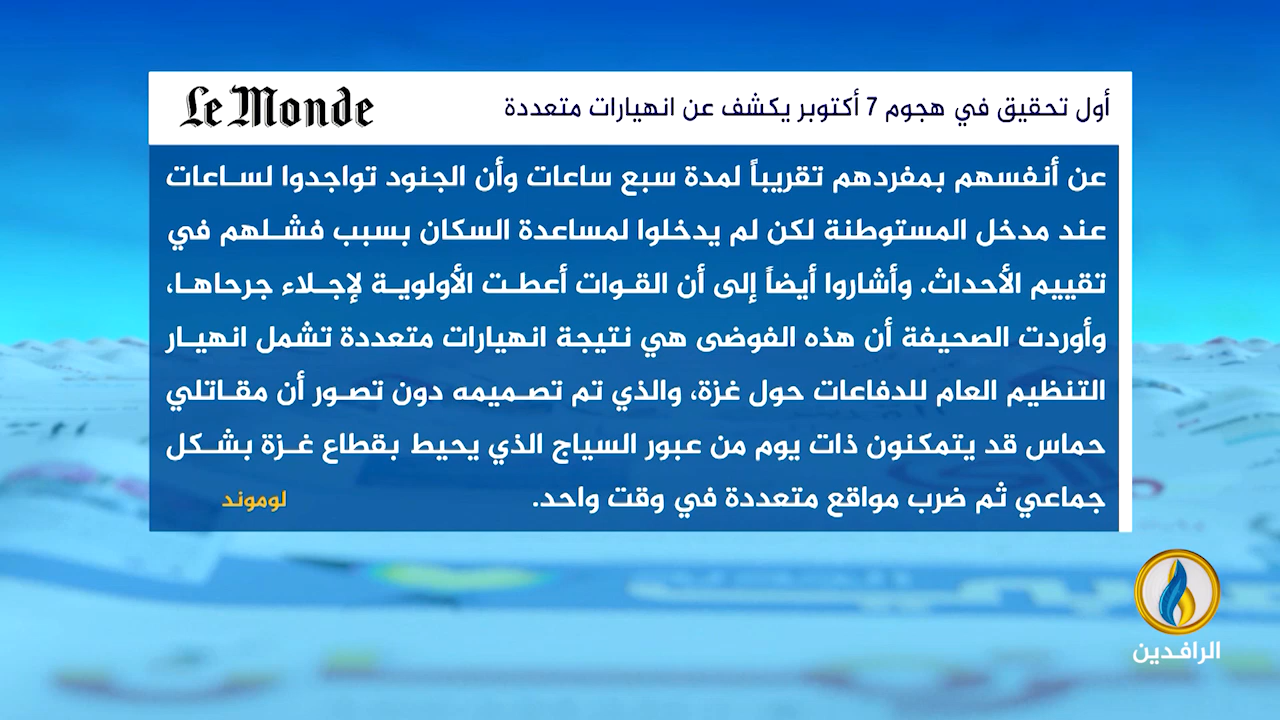 Le Monde
أول تحقيق في هجوم 7 أكتوبر يكشف عن انهيارات متعددة
عن أنفسهم بمفردهم تقريباً لمدة سبع ساعات وأن الجنود تواجدوا لساعات
عند مدخل المستوطنة لكن لم يدخلوا لمساعدة السكان بسبب فشلهم في
تقييم الأحداث. وأشاروا أيضاً إلى أن القوات أعطت الأولوية لإجلاء جرحاها،
وأوردت الصحيفة أن هذه الفوضى هي نتيجة انهيارات متعددة تشمل انهيار
التنظيم العام للدفاعات حول غزة، والذي تم تصميمه دون تصور أن مقاتلي
حماس قد يتمكنون ذات يوم من عبور السياج الذي يحيط بقطاع غزة بشكل
جماعي ثم ضرب مواقع متعددة في وقت واحد.
لوموند
الرافدين